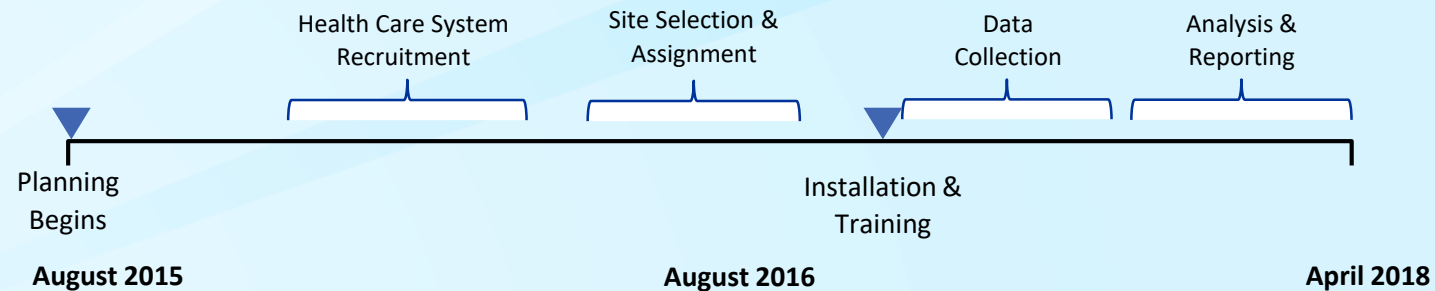 Health Care System
Recruitment
Site Selection &
Assignment
Data
Collection
Analysis &
Reporting
Planning
Begins
Installation &
Training
August 2015
August 2016
April 2018